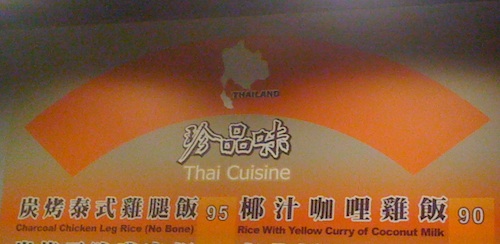 THAILAND
珍品味
Thai Cuisine
炭烤泰式雞腿飯 95 椰汁咖哩雞飯 90
Charcoal Chicken Leg Rice (No Bone) Rice With Yellow Curry of Coconut Milk